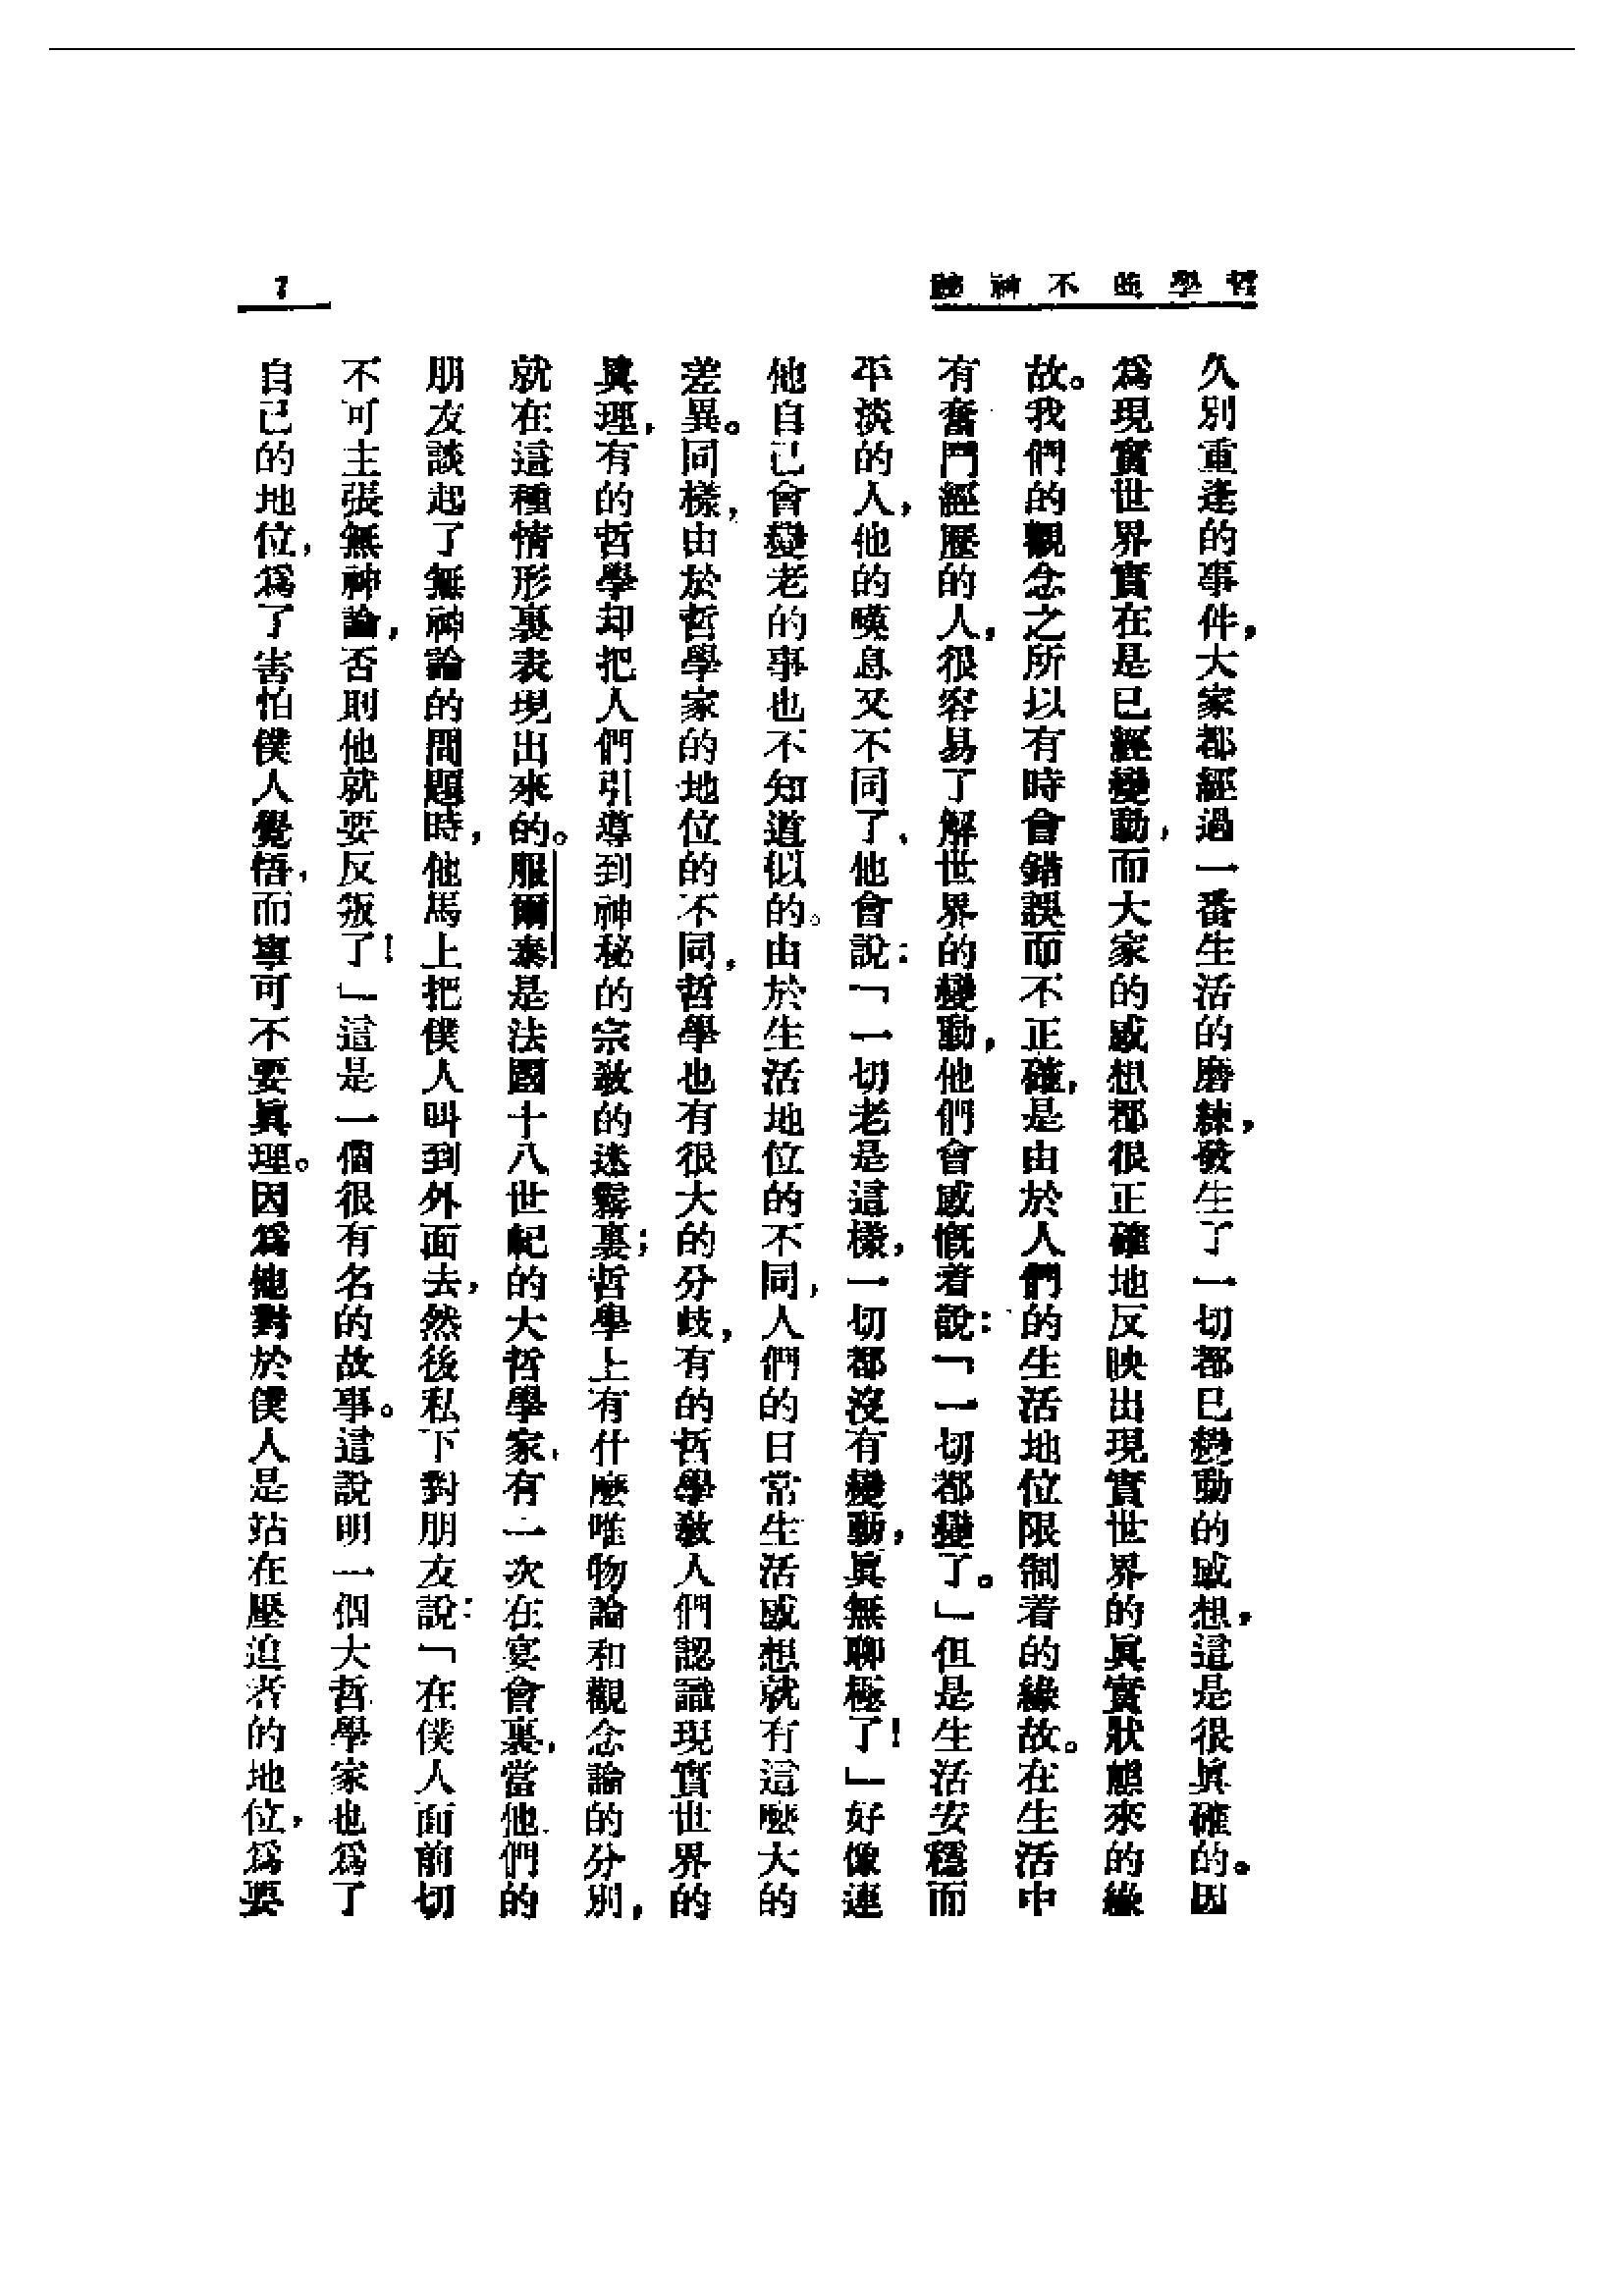 哲學並不神祕
7
久別重逢的事件，大家都經過一番生活的磨練，發生了一切都已變動的感想，這是很眞確的。因
爲現實世界實在是已經變動，而大家的感想都很正確地反映出現實世界的眞實狀態來的緣
故。我們的觀念之所以有時會錯誤而不正確，是由於人們的生活地位限制着的緣故。在生活中
有奮鬥經歷的人，很容易了解世界的變動，他們會感慨着說：「一切都變了。」但是生活安穩而
平淡的人，他的嘆息又不同了，他會說：「一切老是這樣，一切都沒有變動，眞無聊極了！」好像連
他自己會變老的事也不知道似的。由於生活地位的不同，人們的日常生活感想就有這麼大的
差異。同樣，由於哲學家的地位的不同，哲學也有很大的分歧，有的哲學敎人們認識現實世界的
眞理，有的哲學却把人們引導到神秘的宗敎的迷霧裏；哲學上有什麼唯物論和觀念論的分別，
就在這種情形裏表現出來的。服爾泰是法國十八世紀的大哲學家，有一次在宴會裏，當他們的
朋友談起了無神論的問題時，他馬上把僕人叫到外面去，然後私下對朋友說：「在僕人面前切
不可主張無神論，否則他就要反叛了！」這是一個很有名的故事。這說明一個大哲學家也爲了
自己的地位，爲了害怕僕人覺悟，而寧可不要眞理。因爲他對於僕人是站在壓迫者的地位，爲要